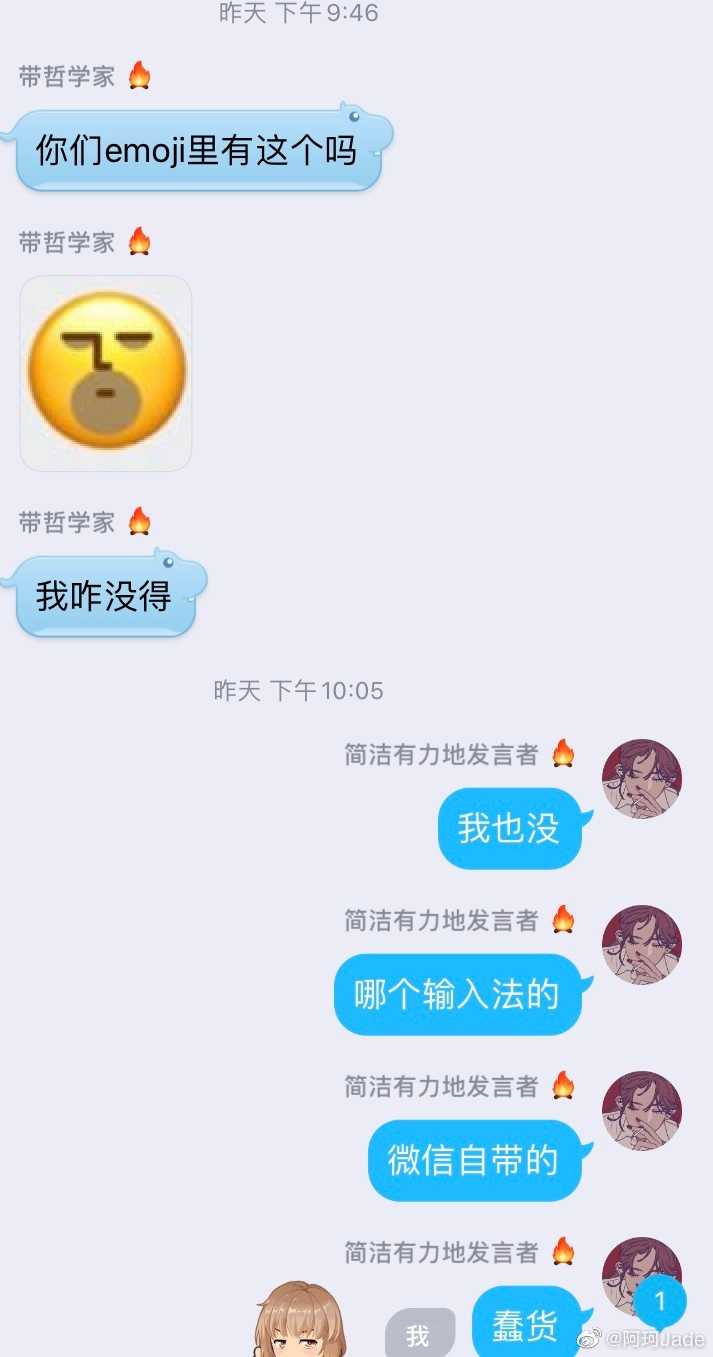 昨天 下午9:46
带哲学家 🔥
你们emoji里有这个吗
带哲学家 🔥
带哲学家 🔥
我咋没得
昨天 下午10:05
简洁有力地发言者 🔥
我也没
简洁有力地发言者 🔥
哪个输入法的
简洁有力地发言者 🔥
微信自带的
简洁有力地发言者 🔥
1
我
蠢货
@阿珂Jade